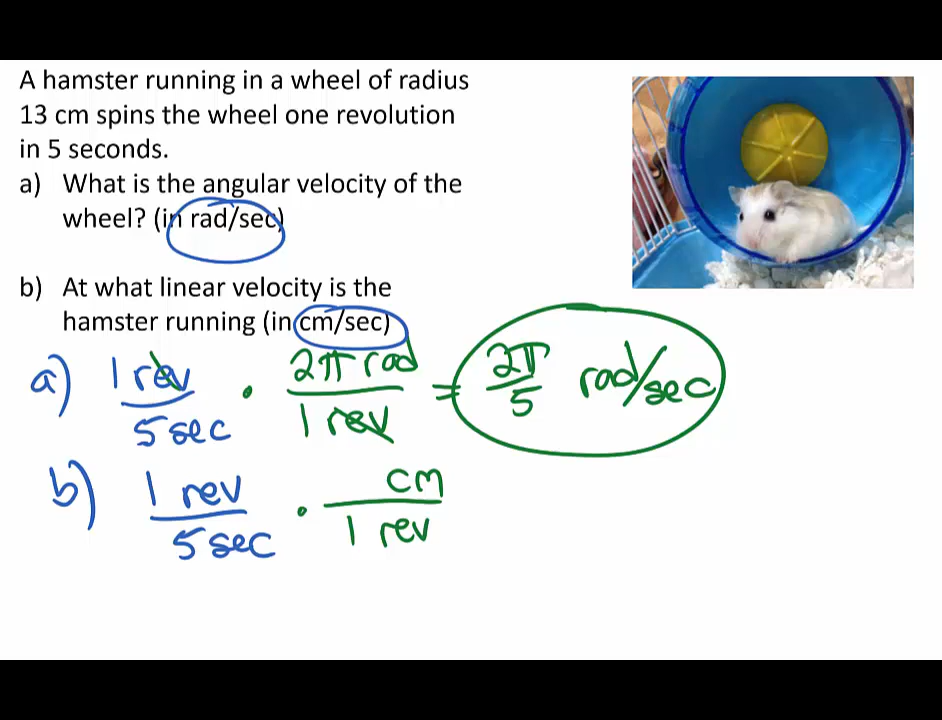 A hamster running in a wheel of radius
13 cm spins the wheel one revolution
in 5 seconds.
a) What is the angular velocity of the
wheel? (in rad/sec)
b) At what linear velocity is the
hamster running (in cm/sec)
a) 1 rev / 5 sec · 2π rad / 1 rev = 2π / 5 rad/sec
b) 1 rev / 5 sec · cm / 1 rev